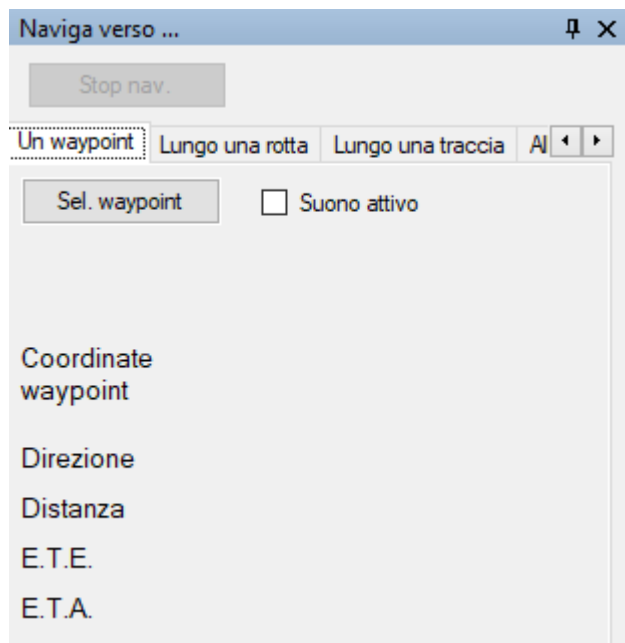 Naviga verso ...
Stop nav.
Un waypoint Lungo una rotta Lungo una traccia
Sel. waypoint Suono attivo
Coordinate
waypoint
Direzione
Distanza
E.T.E.
E.T.A.